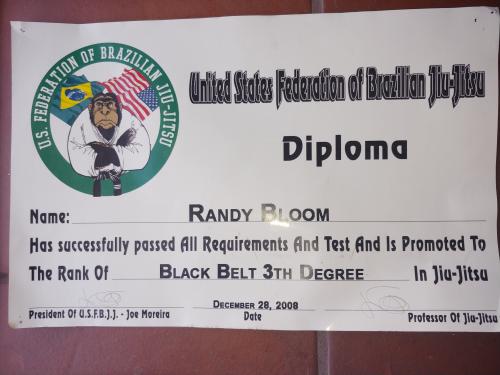 U.S. FEDERATION OF BRAZILIAN JIU-JITSU
United States Federation of Brazilian Jiu-Jitsu
Diploma
Name: RANDY BLOOM
Has successfully passed All Requirements And Test And Is Promoted To
The Rank Of BLACK BELT 3TH DEGREE In Jiu-Jitsu
DECEMBER 28, 2008
President Of U.S.F.B.J.J. - Joe Moreira Date Professor Of Jiu-Jitsu